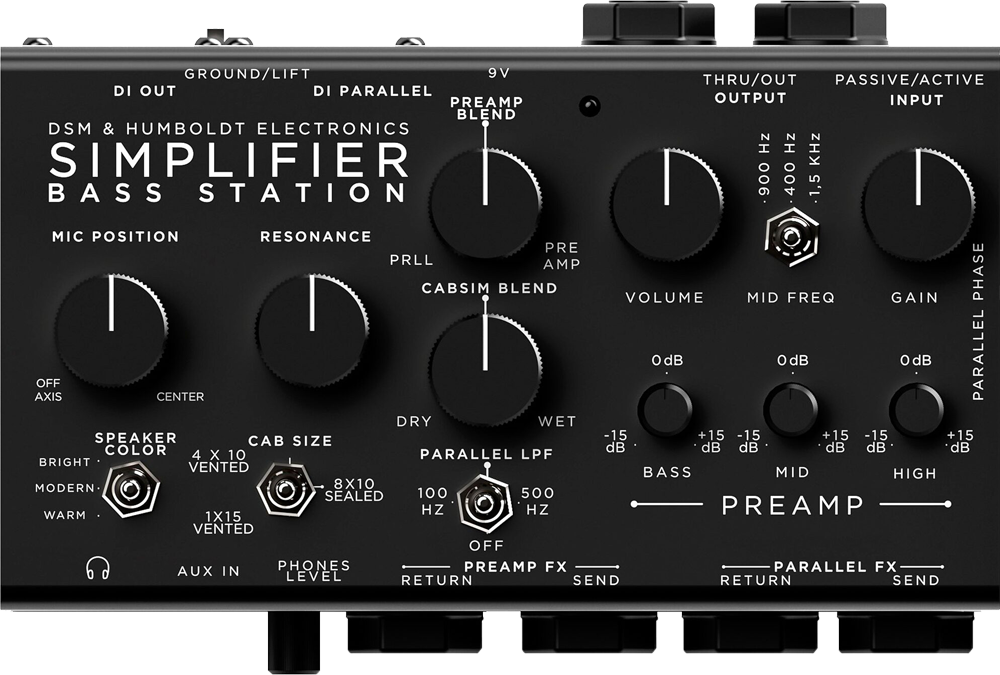 GROUND/LIFT
9V
THRU/OUT
PASSIVE/ACTIVE
DI OUT
DI PARALLEL
OUTPUT
INPUT
PREAMP
BLEND
DSM & HUMBOLDT ELECTRONICS
SIMPLIFIER
BASS STATION
900 Hz
400 Hz
1,5 KHz
MIC POSITION
RESONANCE
PRLL
PRE
AMP
CABSIM BLEND
VOLUME
MID FREQ
GAIN
PARALLEL PHASE
OFF
AXIS
CENTER
DRY
WET
0dB
0dB
0dB
-15
dB
+15
dB
-15
dB
+15
dB
-15
dB
+15
dB
BASS
MID
HIGH
PREAMP
SPEAKER
COLOR
BRIGHT
MODERN
WARM
CAB SIZE
4 X 10
VENTED
8X10
SEALED
1X15
VENTED
PARALLEL LPF
100
HZ
500
HZ
OFF
AUX IN
PHONES
LEVEL
PREAMP FX
RETURN
SEND
PARALLEL FX
RETURN
SEND